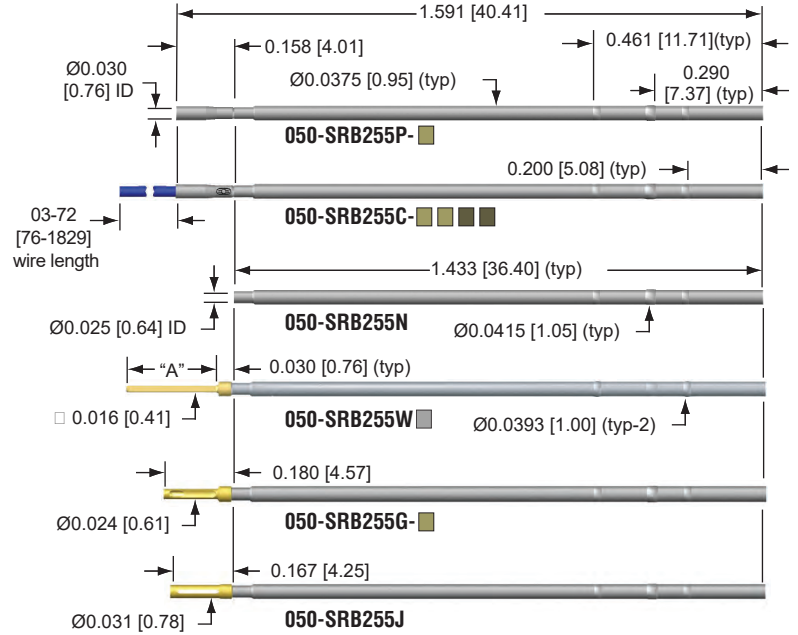 1.591 [40.41]
0.158 [4.01]
0.461 [11.71](typ)
Ø0.030
[0.76] ID
Ø0.0375 [0.95] (typ)
0.290
[7.37] (typ)
050-SRB255P-
0.200 [5.08] (typ)
03-72
[76-1829]
wire length
050-SRB255C-
1.433 [36.40] (typ)
Ø0.025 [0.64] ID
050-SRB255N
Ø0.0415 [1.05] (typ)
“A”
0.030 [0.76] (typ)
□ 0.016 [0.41]
050-SRB255W
Ø0.0393 [1.00] (typ-2)
0.180 [4.57]
Ø0.024 [0.61]
050-SRB255G-
0.167 [4.25]
Ø0.031 [0.78]
050-SRB255J